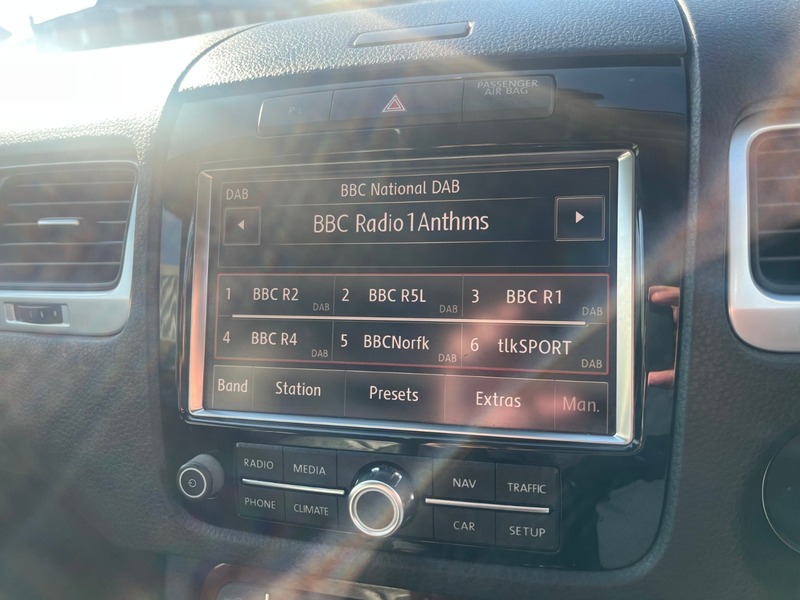 PASSENGER
AIR BAG
DAB
BBC National DAB
BBC Radio1Anthms
1 BBC R2 DAB 2 BBC R5L DAB 3 BBC R1 DAB
4 BBC R4 DAB 5 BBCNorfk DAB 6 tlkSPORT DAB
Band Station Presets Extras Man.
RADIO MEDIA NAV TRAFFIC
PHONE CLIMATE CAR SETUP